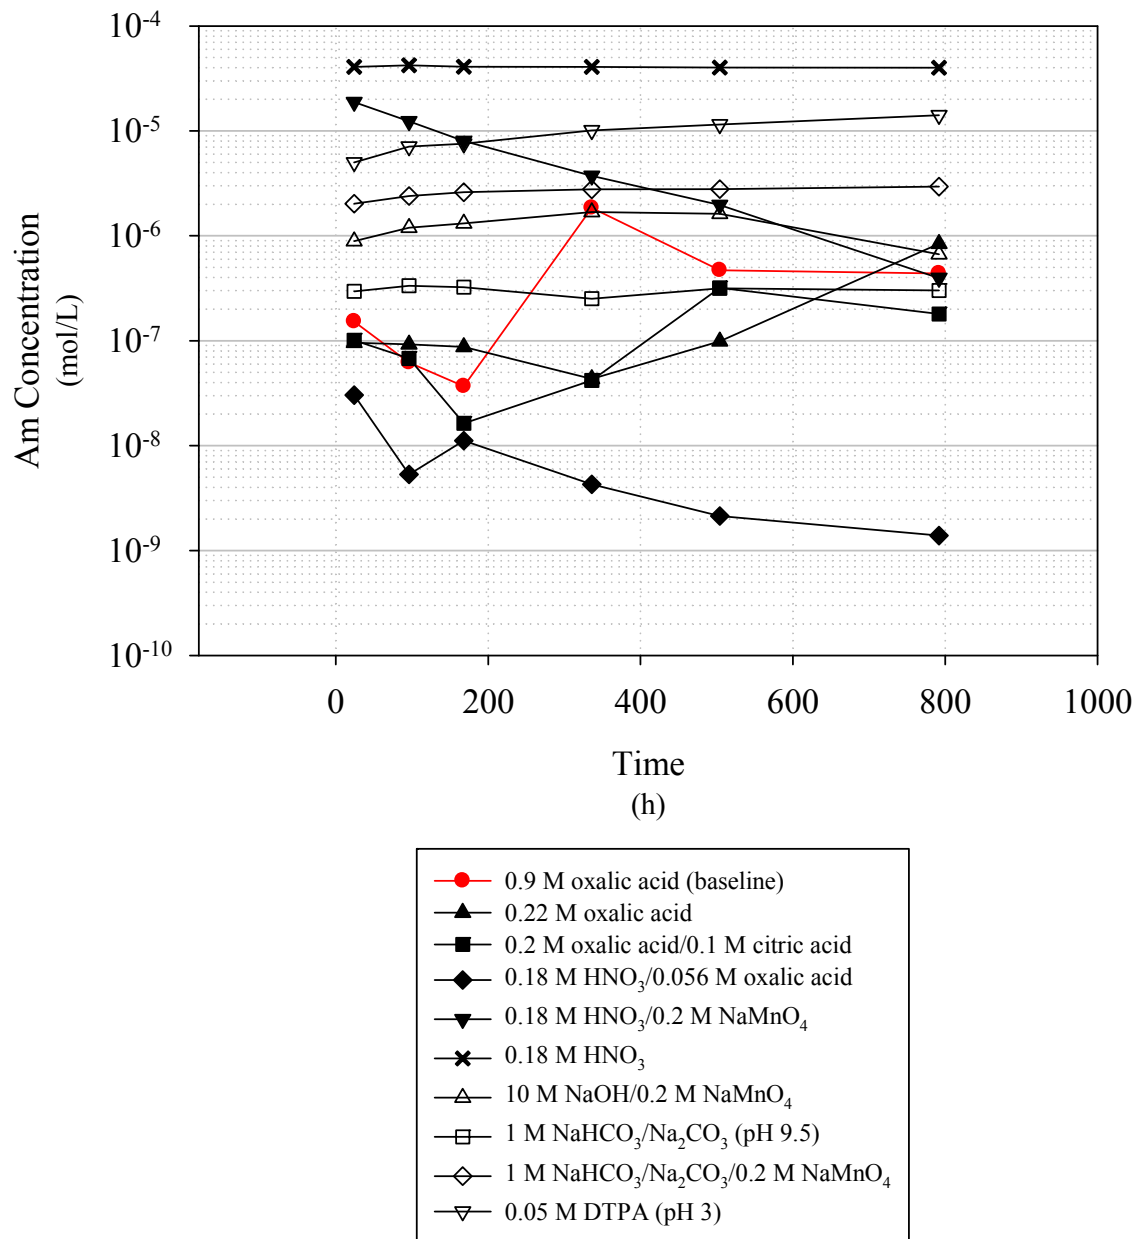 10⁻⁴
10⁻⁵
10⁻⁶
10⁻⁷
10⁻⁸
10⁻⁹
10⁻¹⁰
Am Concentration
(mol/L)
0 200 400 600 800 1000
Time
(h)
0.9 M oxalic acid (baseline)
0.22 M oxalic acid
0.2 M oxalic acid/0.1 M citric acid
0.18 M HNO₃/0.056 M oxalic acid
0.18 M HNO₃/0.2 M NaMnO₄
0.18 M HNO₃
10 M NaOH/0.2 M NaMnO₄
1 M NaHCO₃/Na₂CO₃ (pH 9.5)
1 M NaHCO₃/Na₂CO₃/0.2 M NaMnO₄
0.05 M DTPA (pH 3)